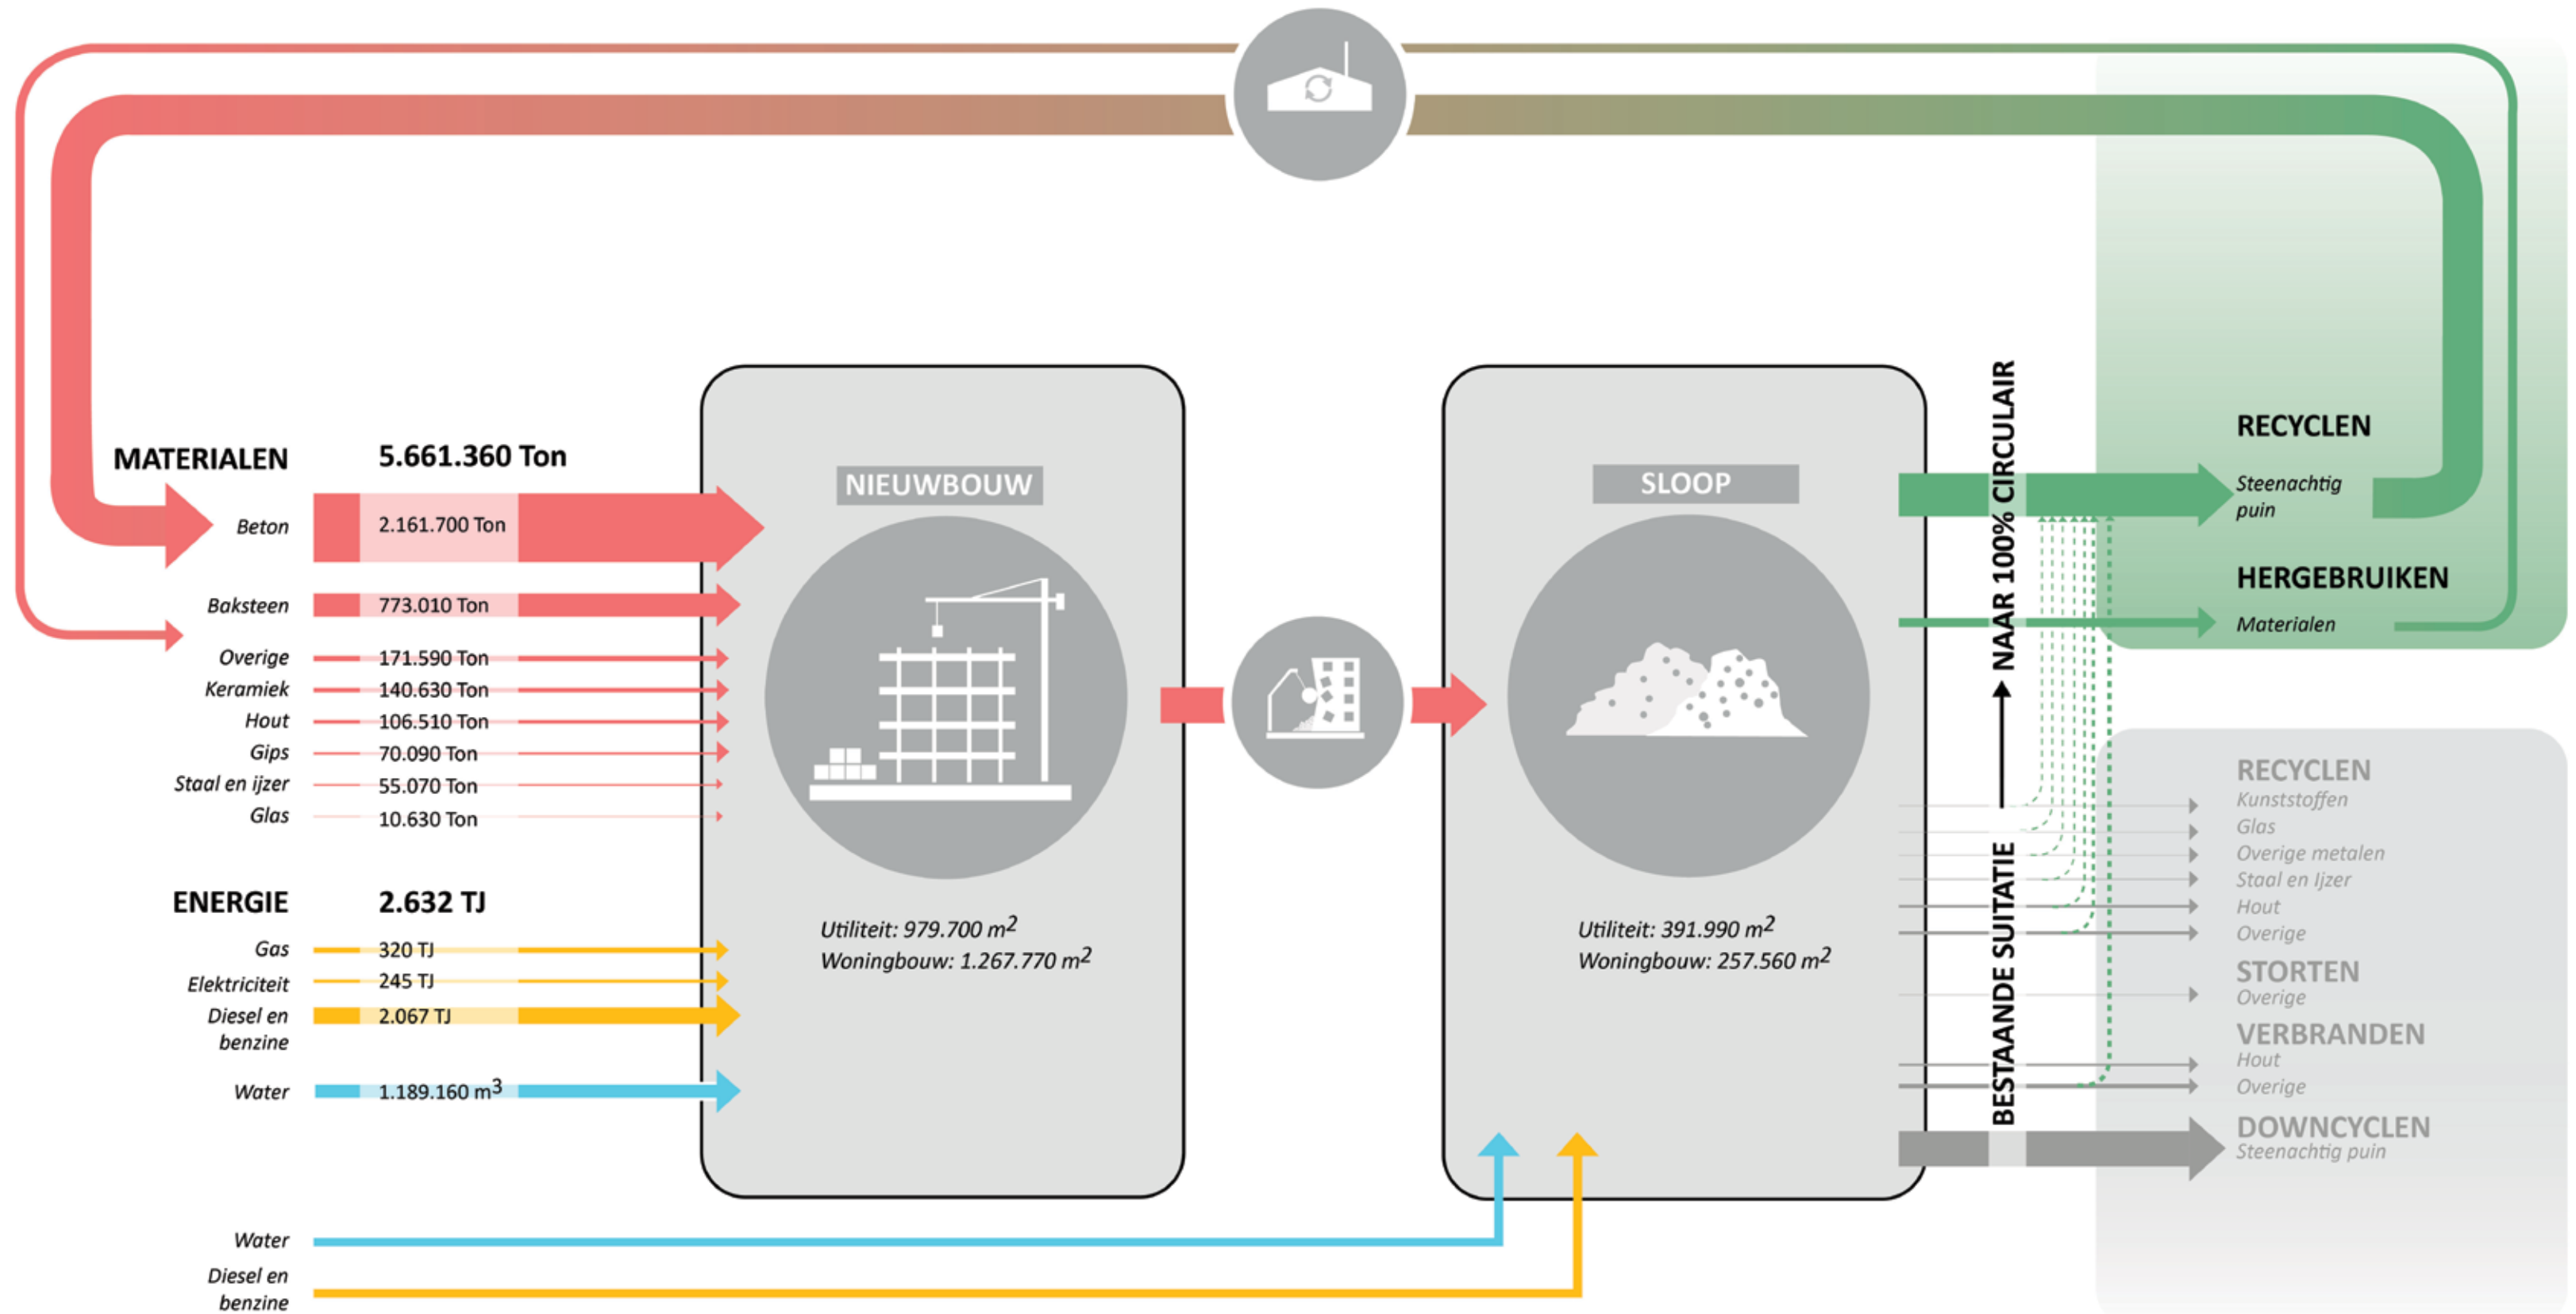 MATERIALEN 5.661.360 Ton
Beton 2.161.700 Ton
Baksteen 773.010 Ton
Overige 171.590 Ton
Keramiek 140.630 Ton
Hout 106.510 Ton
Gips 70.090 Ton
Staal en ijzer 55.070 Ton
Glas 10.630 Ton
ENERGIE 2.632 TJ
Gas 320 TJ
Elektriciteit 245 TJ
Diesel en 2.067 TJ
benzine
Water 1.189.160 m³
Water
Diesel en
benzine
NIEUWBOUW
Utiliteit: 979.700 m²
Woningbouw: 1.267.770 m²
SLOOP
Utiliteit: 391.990 m²
Woningbouw: 257.560 m²
BESTAANDE SUITATIE
NAAR 100% CIRCULAIR
RECYCLEN
Steenachtig
puin
HERGEBRUIKEN
Materialen
RECYCLEN
Kunststoffen
Glas
Overige metalen
Staal en Ijzer
Hout
Overige
STORTEN
Overige
VERBRANDEN
Hout
Overige
DOWNCYCLEN
Steenachtig puin